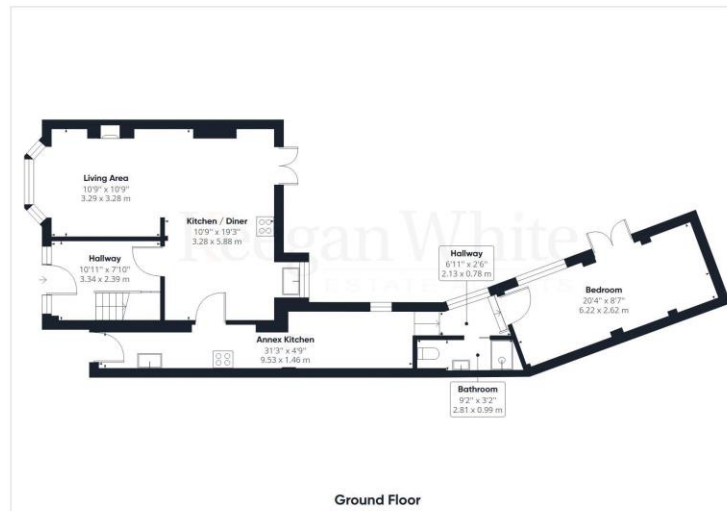 Living Area
10'9" x 10'9"
3.29 x 3.28 m
Kitchen / Diner
10'9" x 19'3"
3.28 x 5.88 m
Hallway
10'11" x 7'10"
3.34 x 2.39 m
Reegan White
ESTATE AGENTS
Hallway
6'11" x 2'6"
2.13 x 0.78 m
Bedroom
20'4" x 8'7"
6.22 x 2.62 m
Annex Kitchen
31'3" x 4'9"
9.53 x 1.46 m
Bathroom
9'2" x 3'2"
2.81 x 0.99 m
Ground Floor